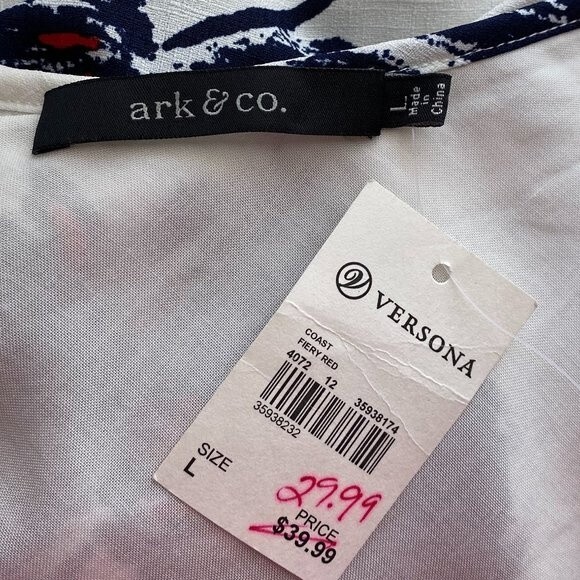 ark & co.
L
Made
in
China
VERSONA
COAST
FIERY RED
4072 12 35938174
35938232
SIZE
L
29.99
PRICE
$39.99